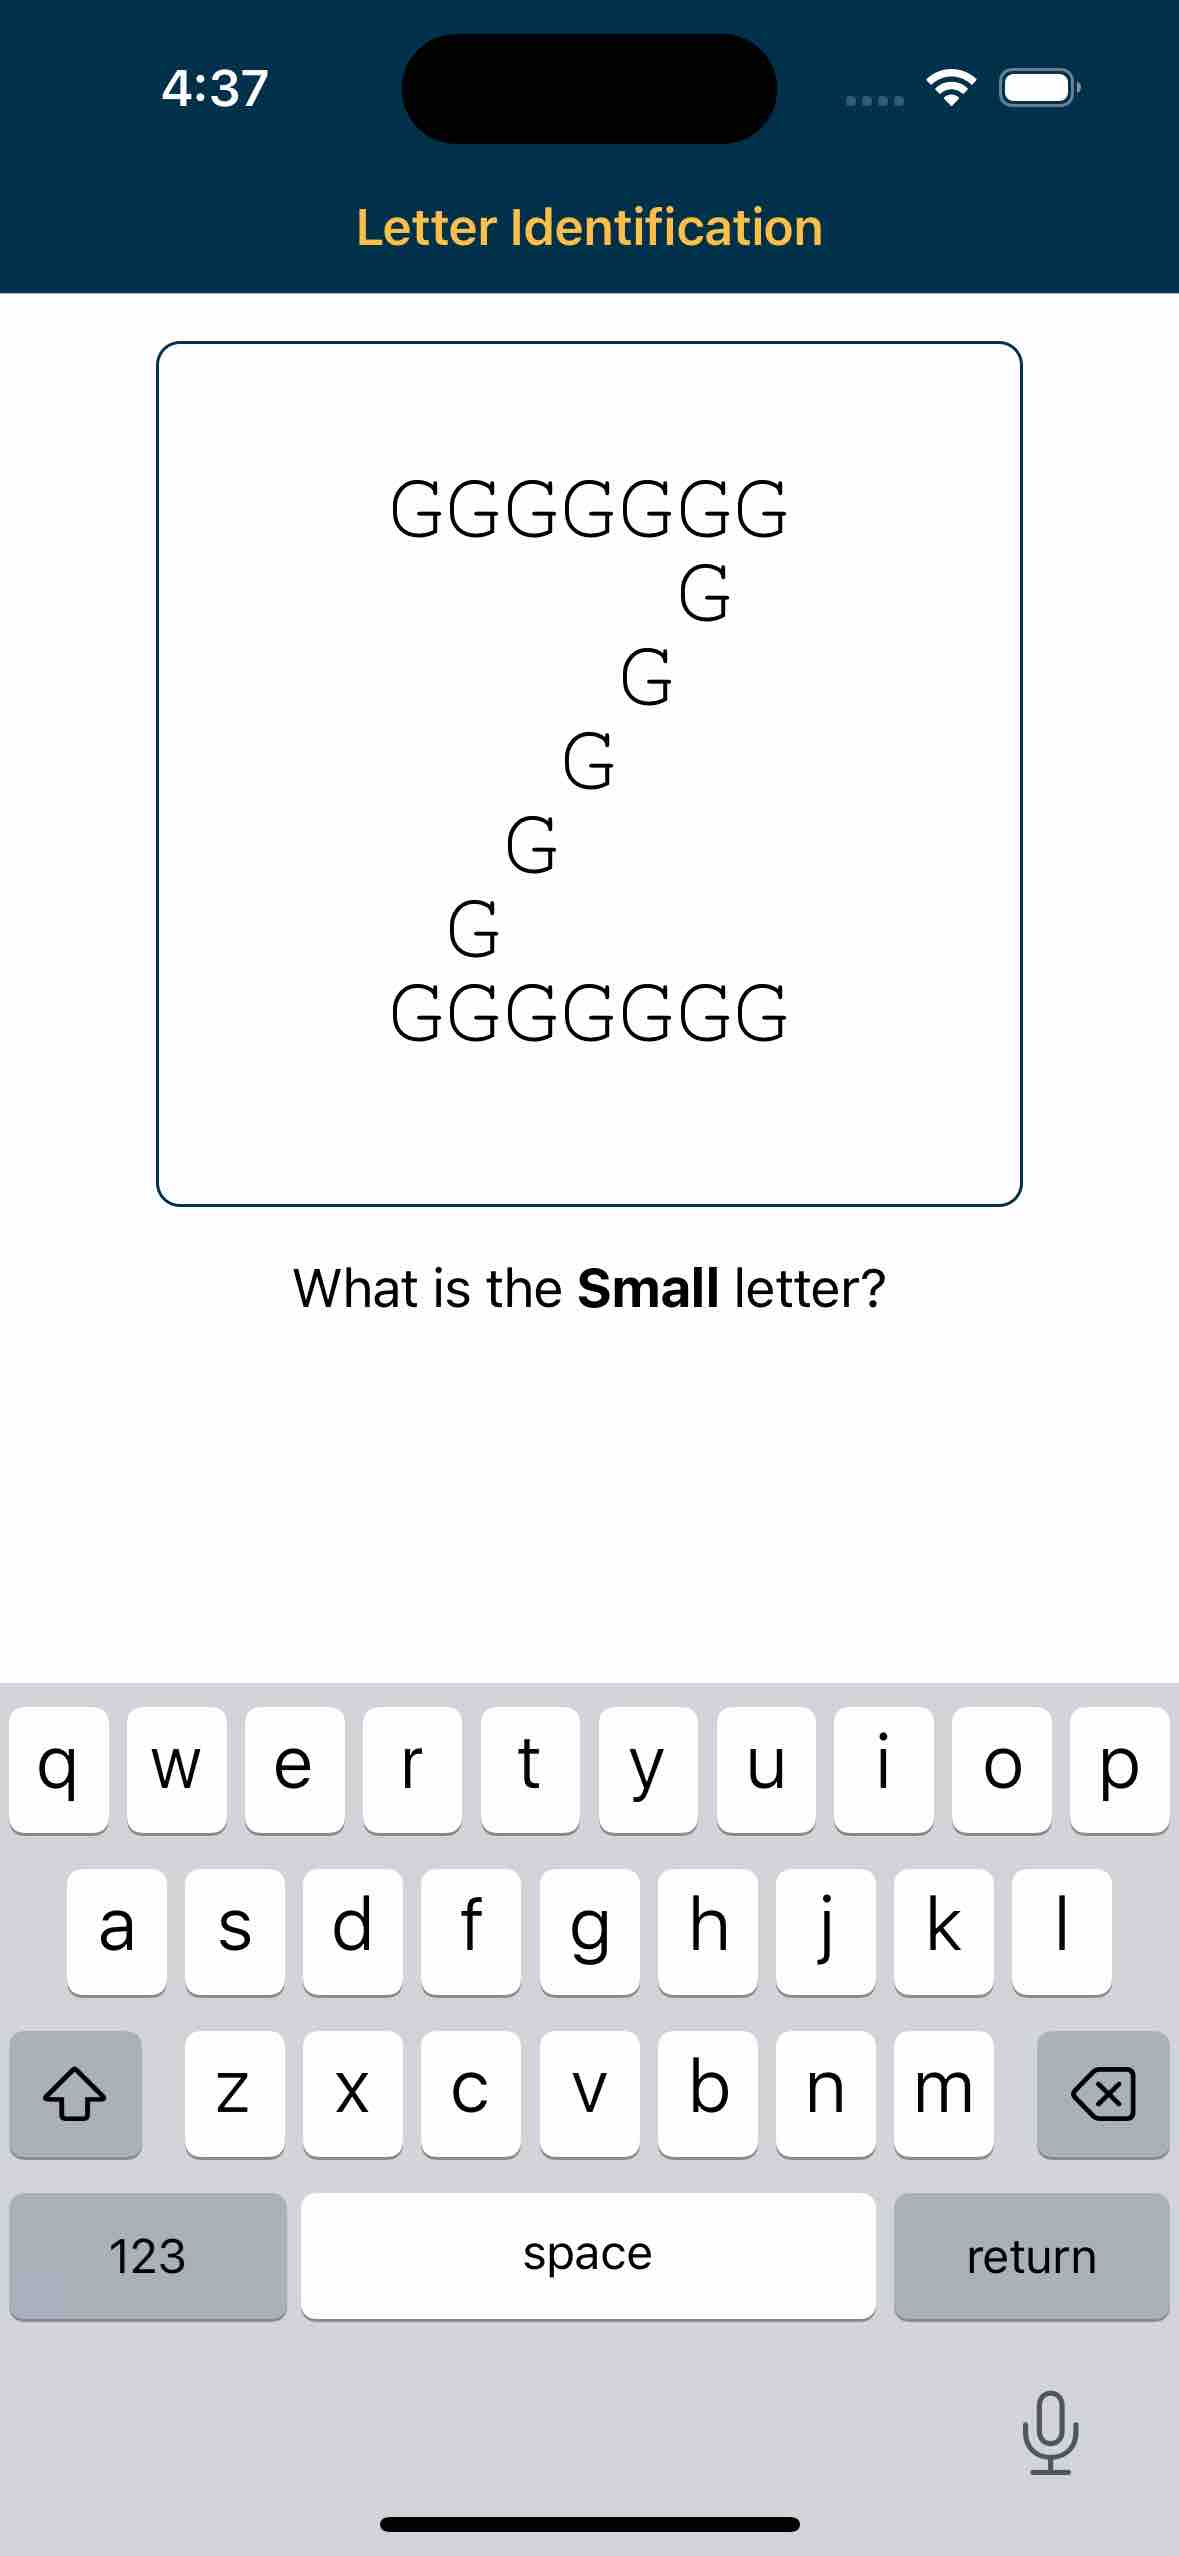 4:37
Letter Identification
GGGGGGG
G
G
G
G
G
GGGGGGG
What is the Small letter?
q w e r t y u i o p
a s d f g h j k l
z x c v b n m
123 space return